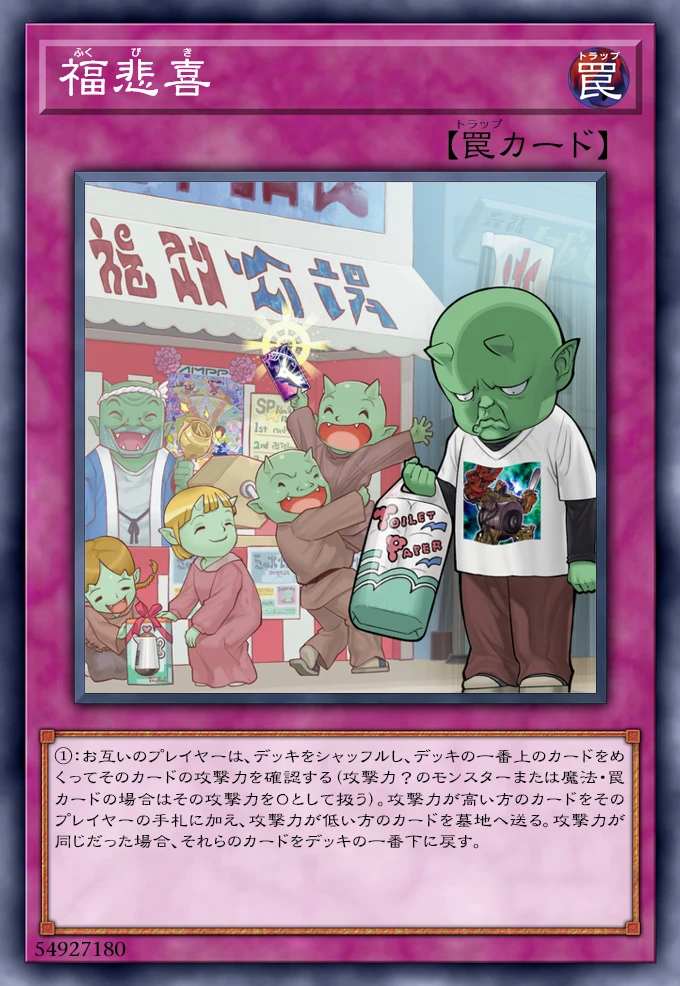 ふくびき
福悲喜
トラップ
罠
トラップ
【罠カード】
AMPP
SP
1st
2nd
TOILET
PAPER
①：お互いのプレイヤーは、デッキをシャッフルし、デッキの一番上のカードをめ
くってそのカードの攻撃力を確認する（攻撃力？のモンスターまたは魔法・罠
カードの場合はその攻撃力を０として扱う）。攻撃力が高い方のカードをその
プレイヤーの手札に加え、攻撃力が低い方のカードを墓地へ送る。攻撃力が
同じだった場合、それらのカードをデッキの一番下に戻す。
54927180